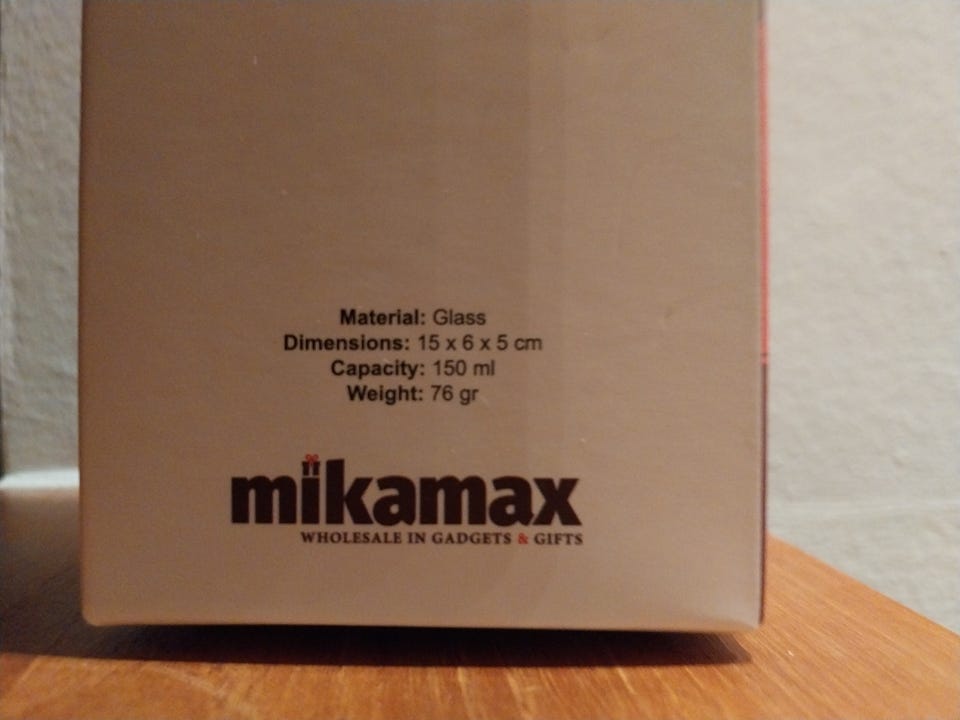 Material: Glass
Dimensions: 15 x 6 x 5 cm
Capacity: 150 ml
Weight: 76 gr
mikamax
WHOLESALE IN GADGETS & GIFTS